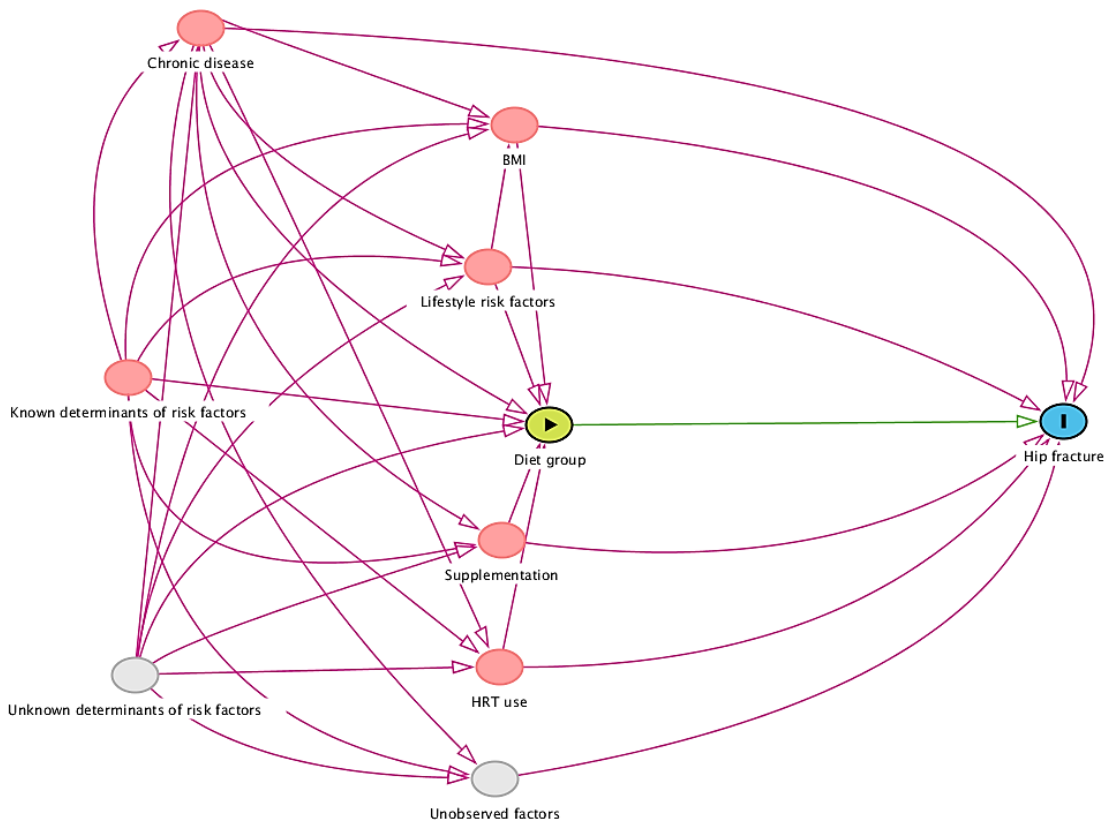 Chronic disease
BMI
Lifestyle risk factors
Known determinants of risk factors
Diet group
Hip fracture
Supplementation
HRT use
Unknown determinants of risk factors
Unobserved factors